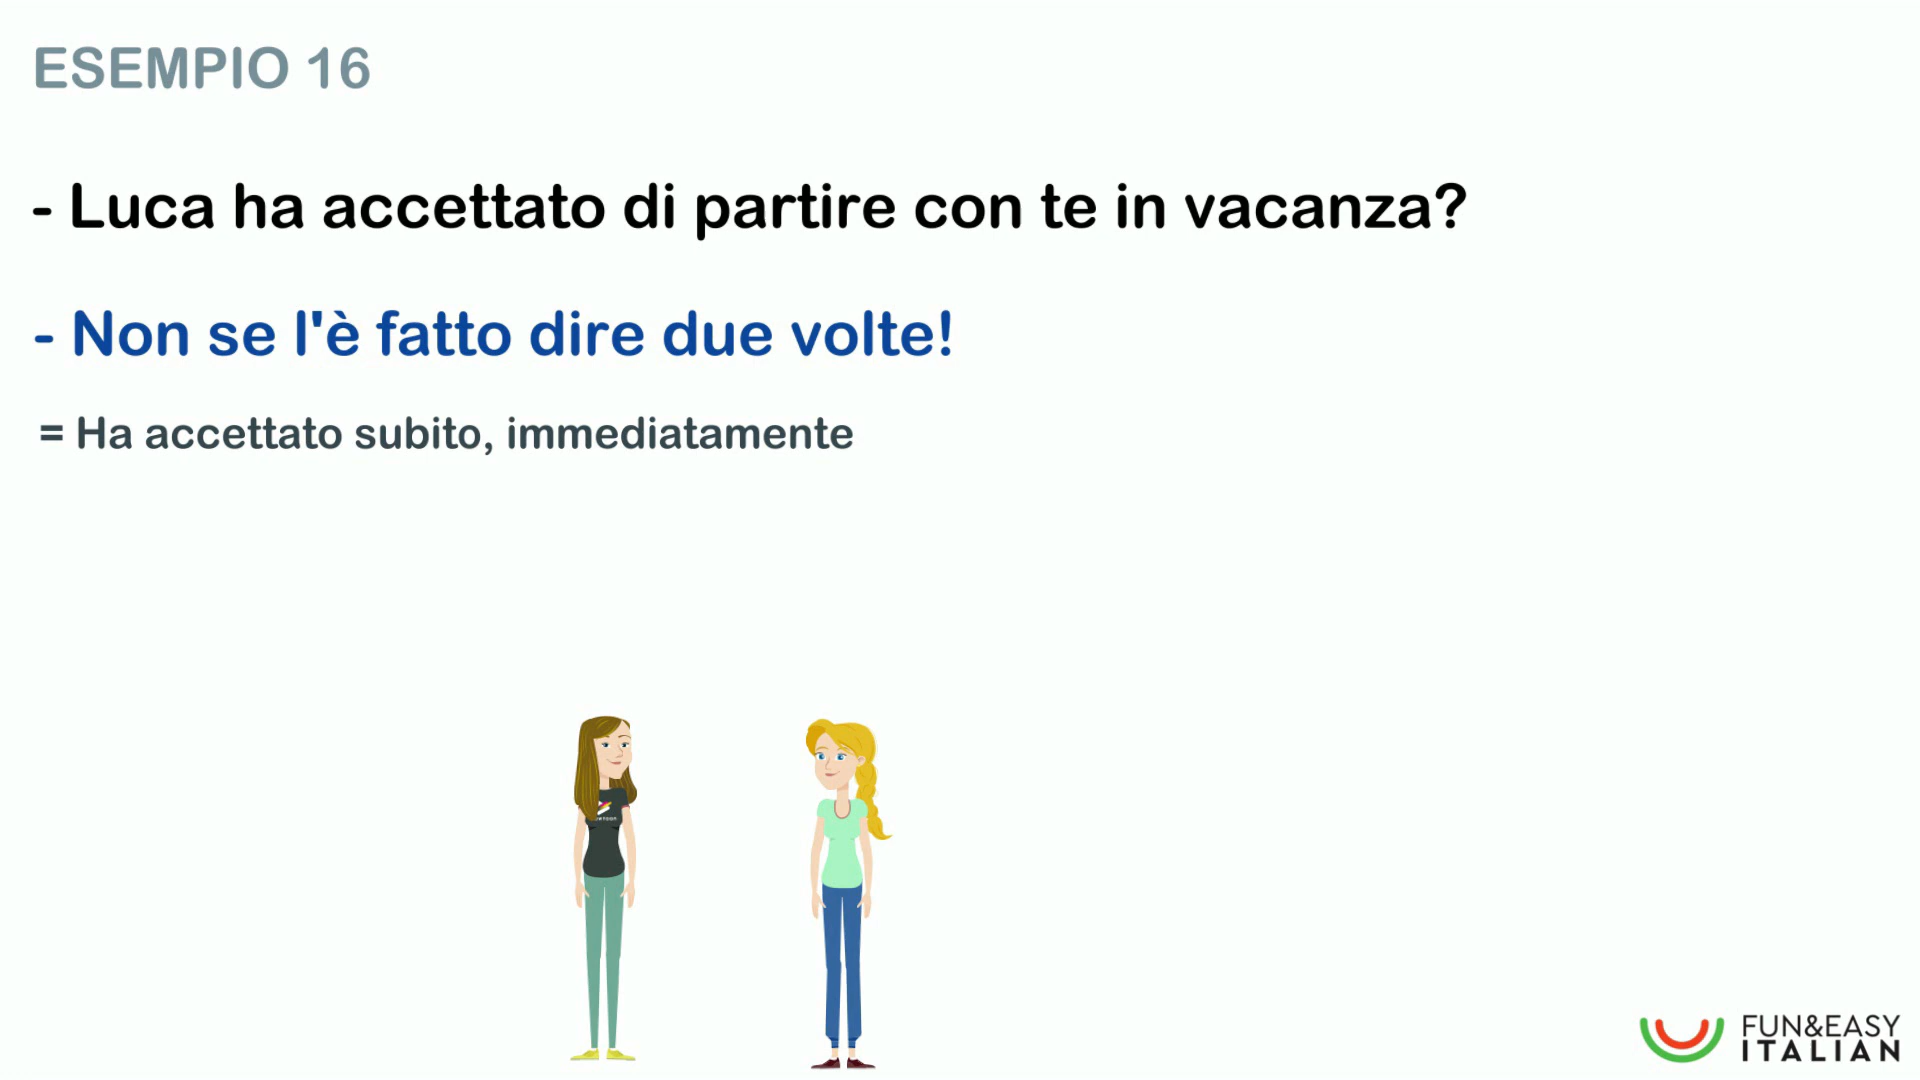 ESEMPIO 16
- Luca ha accettato di partire con te in vacanza?
- Non se l'è fatto dire due volte!
= Ha accettato subito, immediatamente
FUN&EASY
ITALIAN